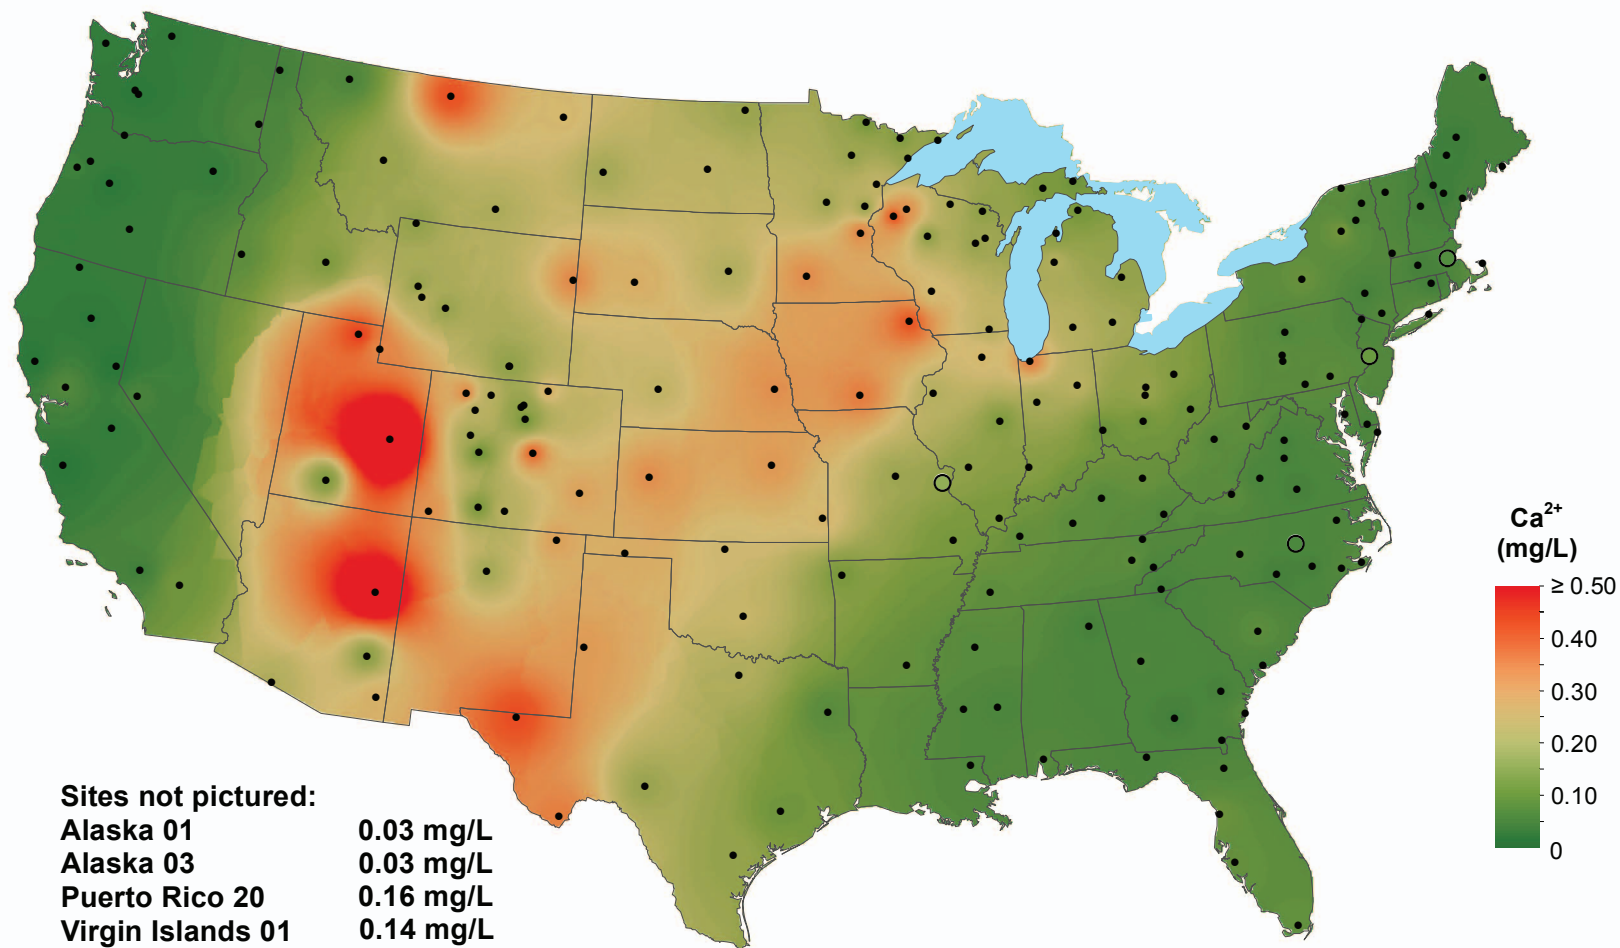 Ca²⁺
(mg/L)
≥ 0.50
0.40
0.30
0.20
0.10
0
Sites not pictured:
Alaska 01 0.03 mg/L
Alaska 03 0.03 mg/L
Puerto Rico 20 0.16 mg/L
Virgin Islands 01 0.14 mg/L